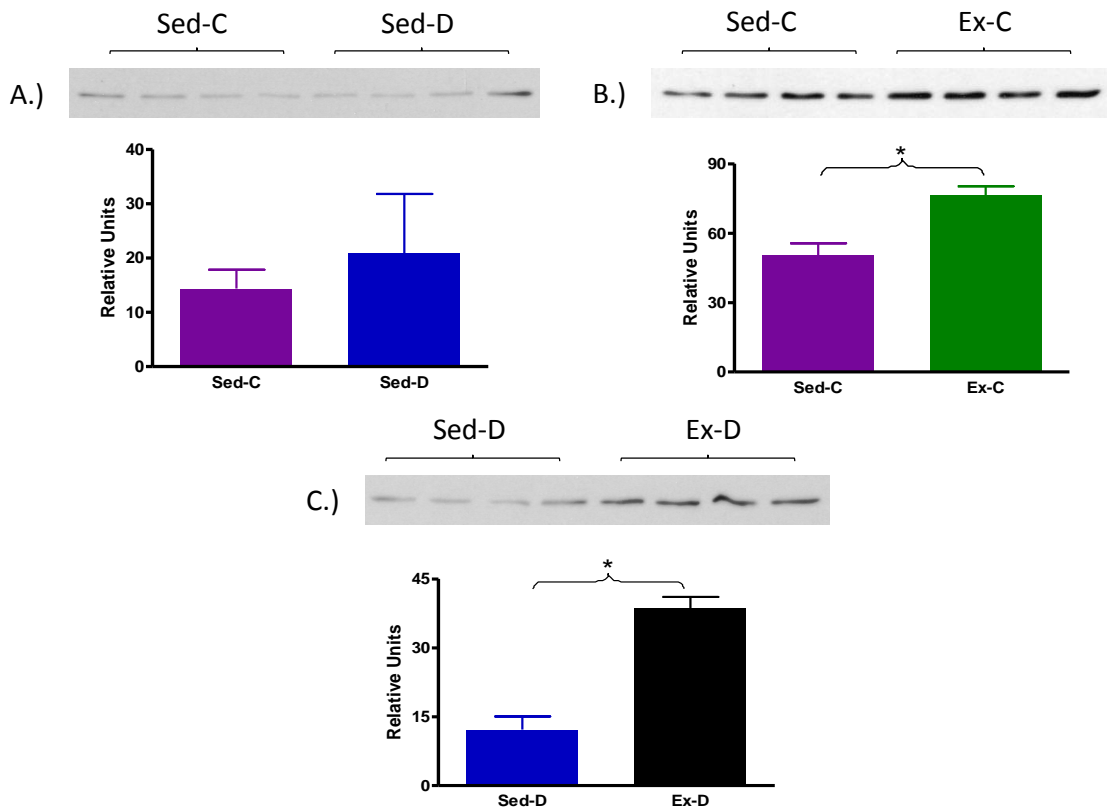 Sed-C Sed-D
A.)
40
30
20
10
0
Relative Units
Sed-C Sed-D
Sed-C Ex-C
B.)
*
90
60
30
0
Relative Units
Sed-C Ex-C
Sed-D Ex-D
C.)
*
45
30
15
0
Relative Units
Sed-D Ex-D